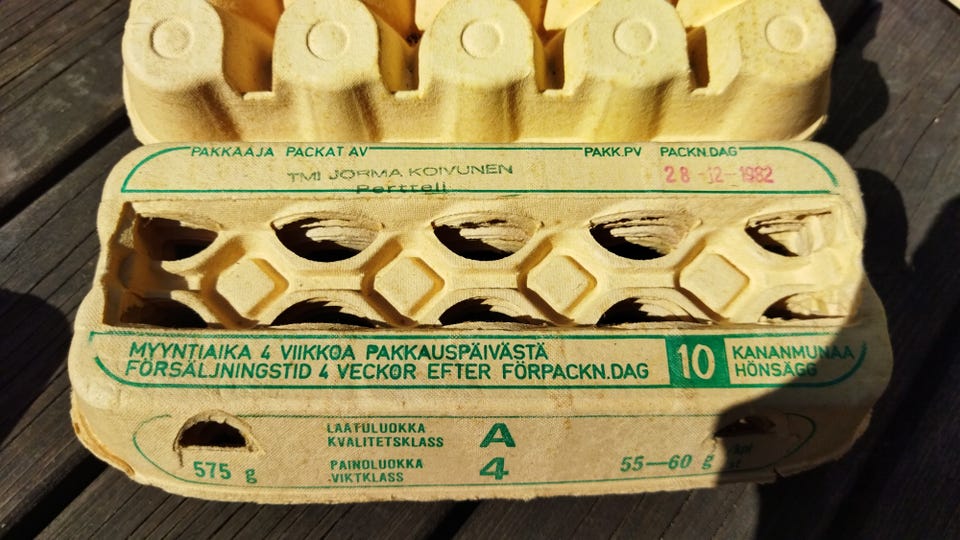 PAKKAAJA PACKAT AV PAKK.PV PACKN.DAG
TMI JORMA KOIVUNEN 28-12-1982
Pertteli
MYYNTIAIKA 4 VIIKKOA PAKKAUSPÄIVÄSTÄ
FÖRSÄLJNINGSTID 4 VECKOR EFTER FÖRPACKN.DAG
10 KANANMUNAA
HÖNSÄGG
LAATULUOKKA
KVALITETSKLASS A
PAINOLUOKKA
VIKTKLASS 4
575 g
55—60 g